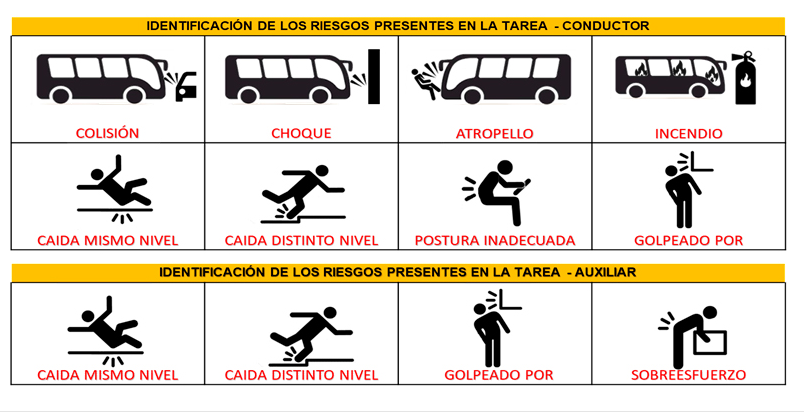 IDENTIFICACIÓN DE LOS RIESGOS PRESENTES EN LA TAREA - CONDUCTOR
COLISIÓN
CHOQUE
ATROPELLO
INCENDIO
CAIDA MISMO NIVEL
CAIDA DISTINTO NIVEL
POSTURA INADECUADA
GOLPEADO POR
IDENTIFICACIÓN DE LOS RIESGOS PRESENTES EN LA TAREA - AUXILIAR
CAIDA MISMO NIVEL
CAIDA DISTINTO NIVEL
GOLPEADO POR
SOBREESFUERZO